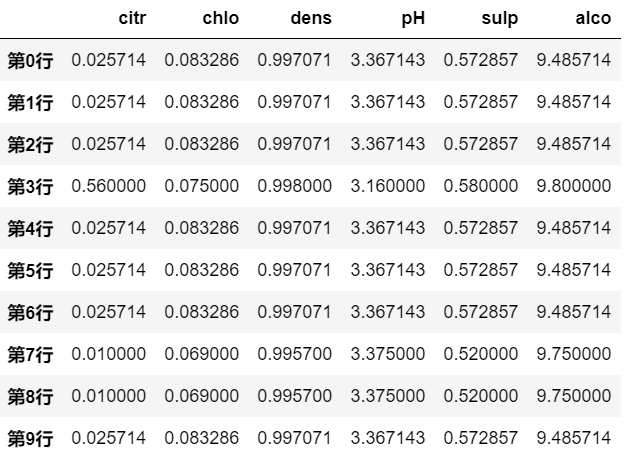 citr chlo dens pH sulp alco
第0行 0.025714 0.083286 0.997071 3.367143 0.572857 9.485714
第1行 0.025714 0.083286 0.997071 3.367143 0.572857 9.485714
第2行 0.025714 0.083286 0.997071 3.367143 0.572857 9.485714
第3行 0.560000 0.075000 0.998000 3.160000 0.580000 9.800000
第4行 0.025714 0.083286 0.997071 3.367143 0.572857 9.485714
第5行 0.025714 0.083286 0.997071 3.367143 0.572857 9.485714
第6行 0.025714 0.083286 0.997071 3.367143 0.572857 9.485714
第7行 0.010000 0.069000 0.995700 3.375000 0.520000 9.750000
第8行 0.010000 0.069000 0.995700 3.375000 0.520000 9.750000
第9行 0.025714 0.083286 0.997071 3.367143 0.572857 9.485714